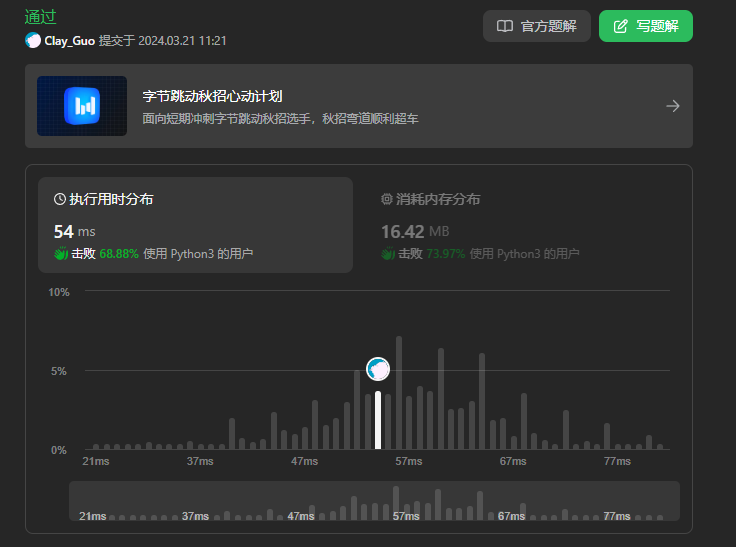 通过
Clay_Guo 提交于 2024.03.21 11:21
官方题解
写题解
字节跳动秋招心动计划
面向短期冲刺字节跳动秋招选手，秋招弯道顺利超车
执行用时分布
54 ms
击败 68.88% 使用 Python3 的用户
消耗内存分布
16.42 MB
击败 73.97% 使用 Python3 的用户
10%
5%
0%
21ms 37ms 47ms 57ms 67ms 77ms
21ms 37ms 47ms 57ms 67ms 77ms